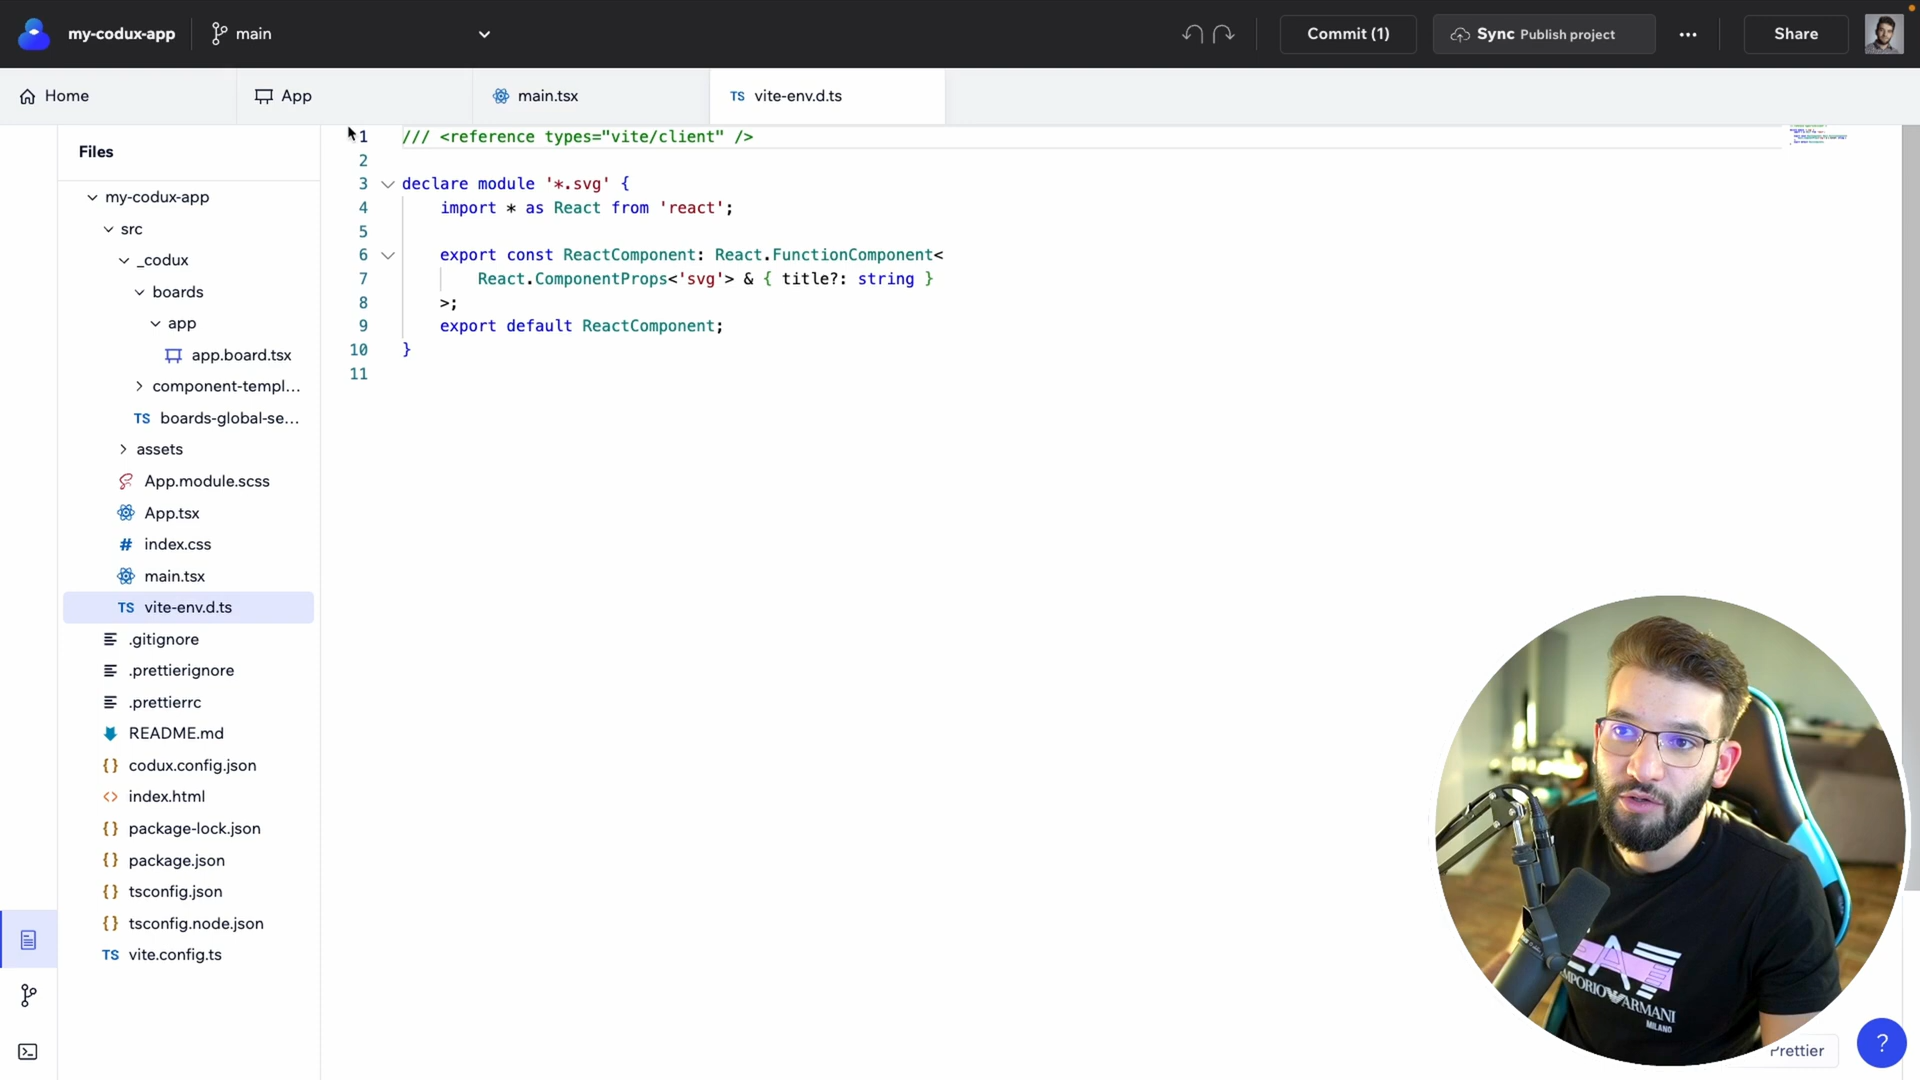 my-codux-app
main
Commit (1)
Sync Publish project
Share
Home
App
main.tsx
TS vite-env.d.ts
Files
my-codux-app
src
_codux
boards
app
app.board.tsx
component-templ...
TS boards-global-se...
assets
App.module.scss
App.tsx
# index.css
main.tsx
TS vite-env.d.ts
.gitignore
.prettierignore
.prettierrc
README.md
{} codux.config.json
<> index.html
{} package-lock.json
{} package.json
{} tsconfig.json
{} tsconfig.node.json
TS vite.config.ts
1 /// <reference types="vite/client" />
2
3 declare module '*.svg' {
4 import * as React from 'react';
5
6 export const ReactComponent: React.FunctionComponent<
7 React.ComponentProps<'svg'> & { title?: string }
8 >;
9 export default ReactComponent;
10 }
11
EMPORIO ARMANI
MILANO
Prettier
?